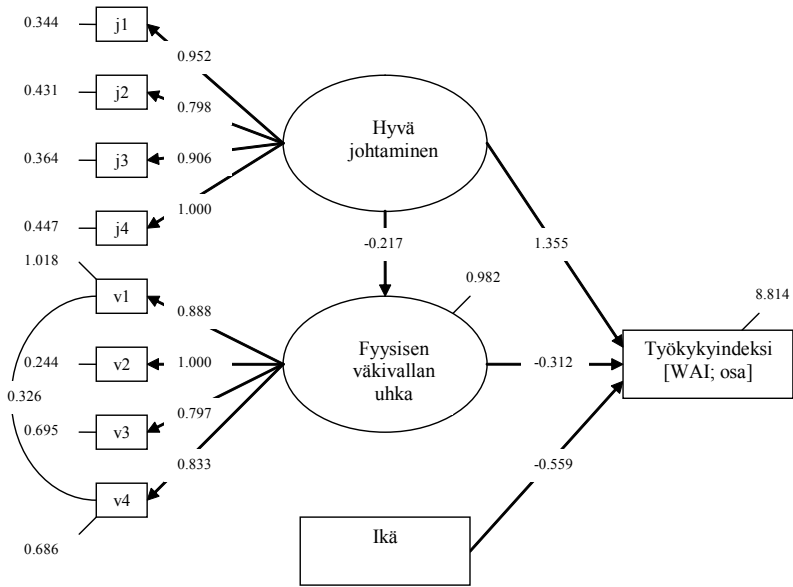 0.344
j1
0.952
0.431
j2
0.798
0.364
j3
0.906
0.447
j4
1.000
Hyvä
johtaminen
-0.217
1.355
1.018
v1
0.888
0.244
v2
1.000
0.326
0.695
v3
0.797
v4
0.833
0.686
0.982
Fyysisen
väkivallan
uhka
-0.312
8.814
Työkykyindeksi
[WAI; osa]
-0.559
Ikä